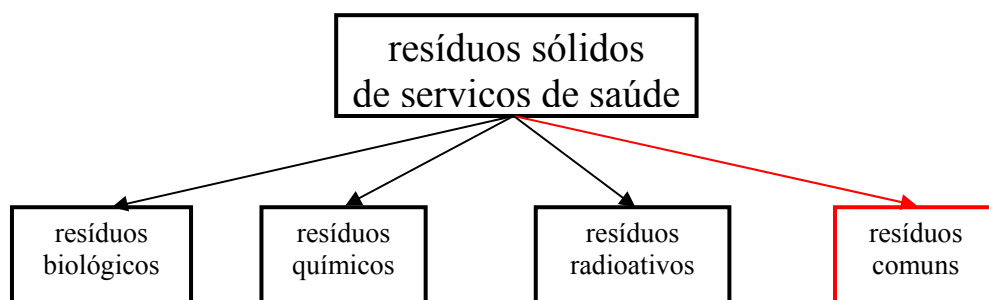 resíduos sólidos
de servicos de saúde
resíduos
biológicos
resíduos
químicos
resíduos
radioativos
resíduos
comuns